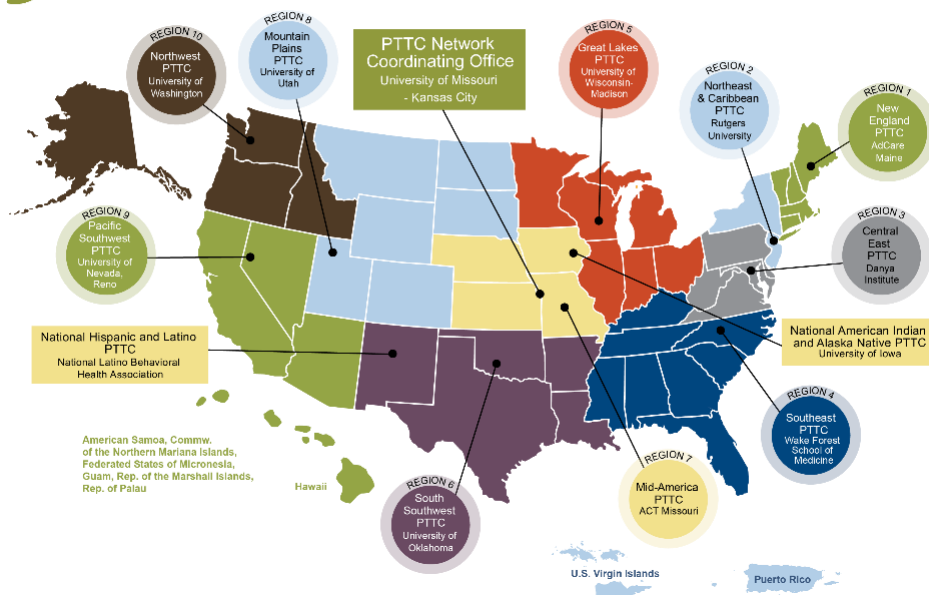 REGION 10
Northwest
PTTC
University of
Washington
REGION 8
Mountain
Plains
PTTC
University of
Utah
PTTC Network
Coordinating Office
University of Missouri
- Kansas City
REGION 5
Great Lakes
PTTC
University of
Wisconsin-
Madison
REGION 2
Northeast
& Caribbean
PTTC
Rutgers
University
REGION 1
New
England
PTTC
AdCare
Maine
REGION 9
Pacific
Southwest
PTTC
University of
Nevada,
Reno
REGION 3
Central
East
PTTC
Danya
Institute
National Hispanic and Latino
PTTC
National Latino Behavioral
Health Association
National American Indian
and Alaska Native PTTC
University of Iowa
REGION 4
Southeast
PTTC
Wake Forest
School of
Medicine
American Samoa, Commw.
of the Northern Mariana Islands,
Federated States of Micronesia,
Guam, Rep. of the Marshall Islands,
Rep. of Palau
Hawaii
REGION 6
South
Southwest
PTTC
University of
Oklahoma
REGION 7
Mid-America
PTTC
ACT Missouri
U.S. Virgin Islands
Puerto Rico